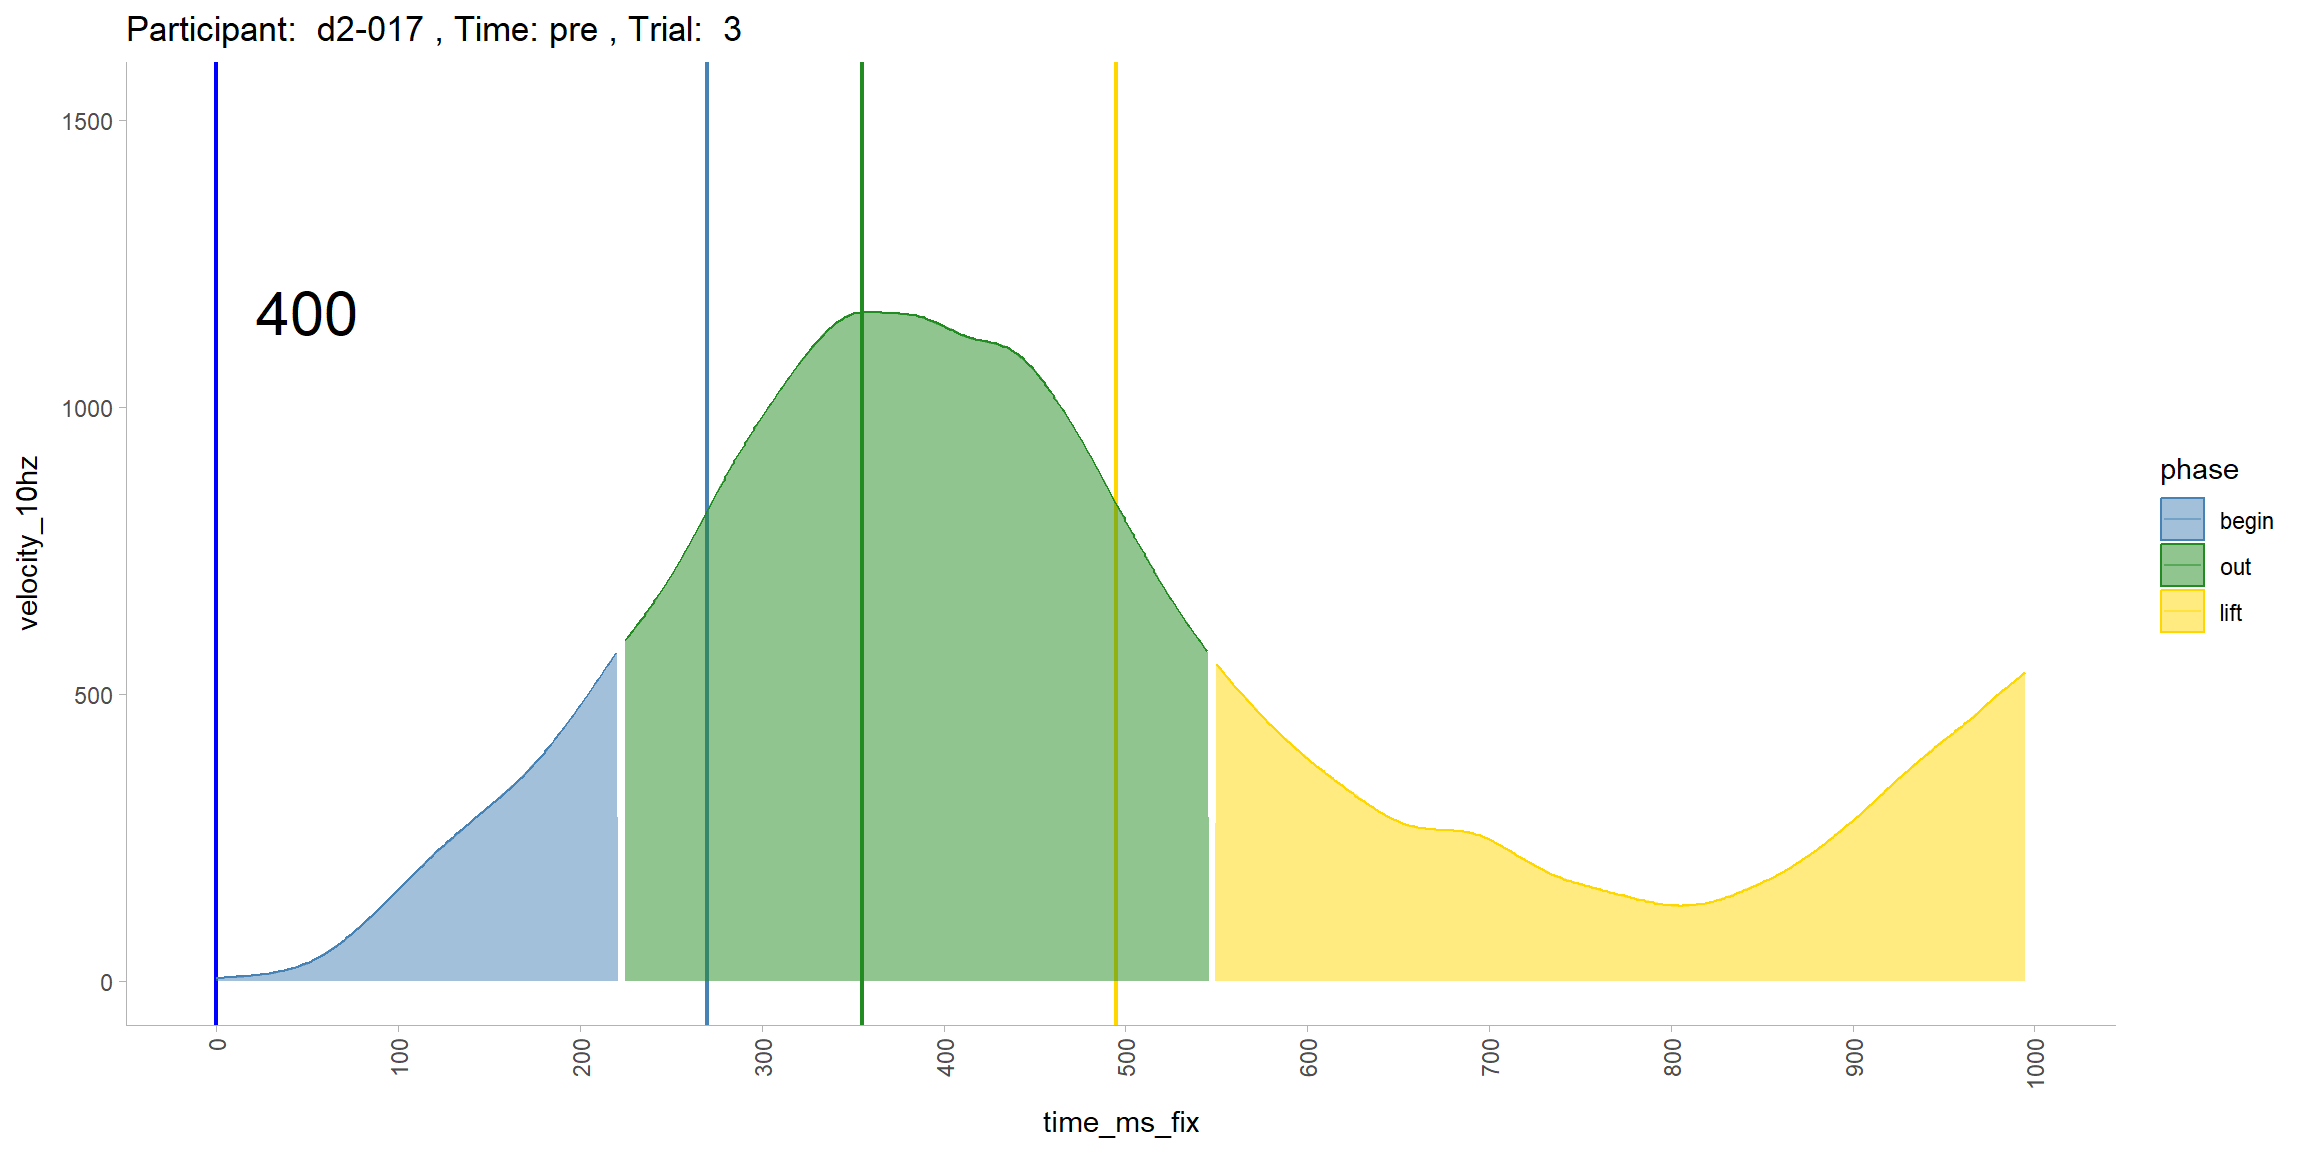 Participant:  d2-017 , Time: pre , Trial:  3
1500
1000
500
0
velocity_10hz
400
0
100
200
300
400
500
600
700
800
900
1000
time_ms_fix
phase
begin
out
lift